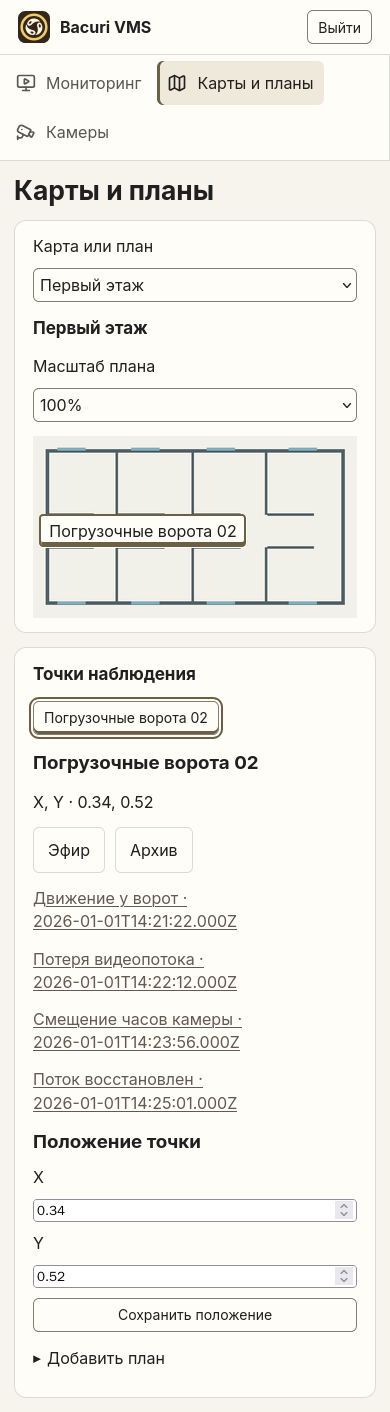 Bacuri VMS
Выйти
Мониторинг
Карты и планы
Камеры
Карты и планы
Карта или план
Первый этаж
Первый этаж
Масштаб плана
100%
Погрузочные ворота 02
Точки наблюдения
Погрузочные ворота 02
Погрузочные ворота 02
X, Y · 0.34, 0.52
Эфир
Архив
Движение у ворот ·
2026-01-01T14:21:22.000Z
Потеря видеопотока ·
2026-01-01T14:22:12.000Z
Смещение часов камеры ·
2026-01-01T14:23:56.000Z
Поток восстановлен ·
2026-01-01T14:25:01.000Z
Положение точки
X
0.34
Y
0.52
Сохранить положение
Добавить план